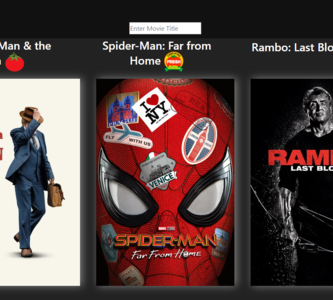 Enter Movie Title
Man & the
Spider-Man: Far from
Home
FRESH
Rambo: Last Blo
I
NY
FLY WITH US
VENICE
SPIDER-MAN
Far From Home
RAMB
LAST BLO